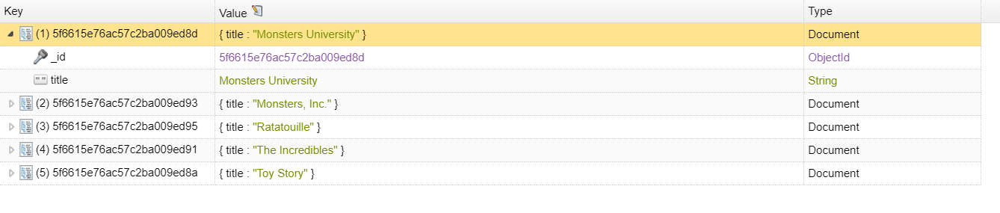 Key Value Type
(1) 5f6615e76ac57c2ba009ed8d { title : "Monsters University" } Document
_id 5f6615e76ac57c2ba009ed8d ObjectId
" " title Monsters University String
(2) 5f6615e76ac57c2ba009ed93 { title : "Monsters, Inc." } Document
(3) 5f6615e76ac57c2ba009ed95 { title : "Ratatouille" } Document
(4) 5f6615e76ac57c2ba009ed91 { title : "The Incredibles" } Document
(5) 5f6615e76ac57c2ba009ed8a { title : "Toy Story" } Document